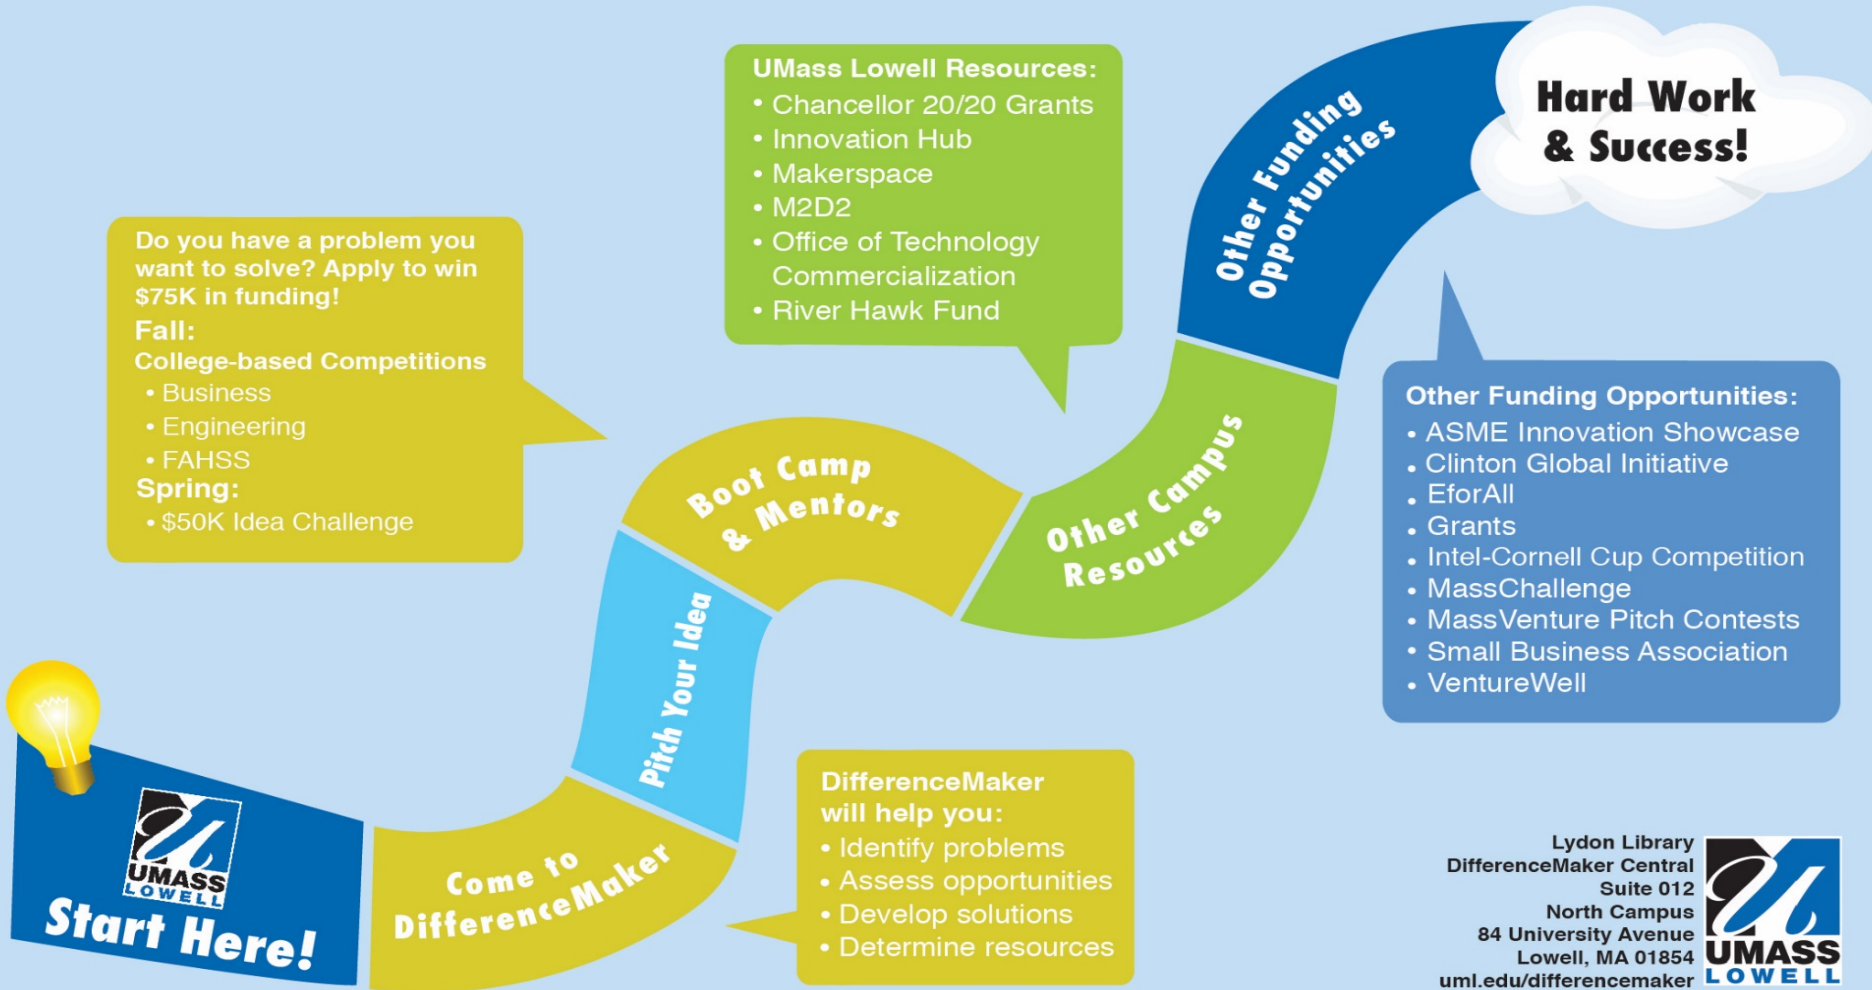 UMASS
LOWELL
Start Here!
Come to
DifferenceMaker
DifferenceMaker
will help you:
• Identify problems
• Assess opportunities
• Develop solutions
• Determine resources
Pitch Your Idea
Do you have a problem you
want to solve? Apply to win
$75K in funding!
Fall:
College-based Competitions
• Business
• Engineering
• FAHSS
Spring:
• $50K Idea Challenge
Boot Camp
& Mentors
UMass Lowell Resources:
• Chancellor 20/20 Grants
• Innovation Hub
• Makerspace
• M2D2
• Office of Technology
Commercialization
• River Hawk Fund
Other Campus
Resources
Other Funding
Opportunities
Other Funding Opportunities:
• ASME Innovation Showcase
• Clinton Global Initiative
• EforAll
• Grants
• Intel-Cornell Cup Competition
• MassChallenge
• MassVenture Pitch Contests
• Small Business Association
• VentureWell
Hard Work
& Success!
Lydon Library
DifferenceMaker Central
Suite 012
North Campus
84 University Avenue
Lowell, MA 01854
uml.edu/differencemaker
UMASS
LOWELL